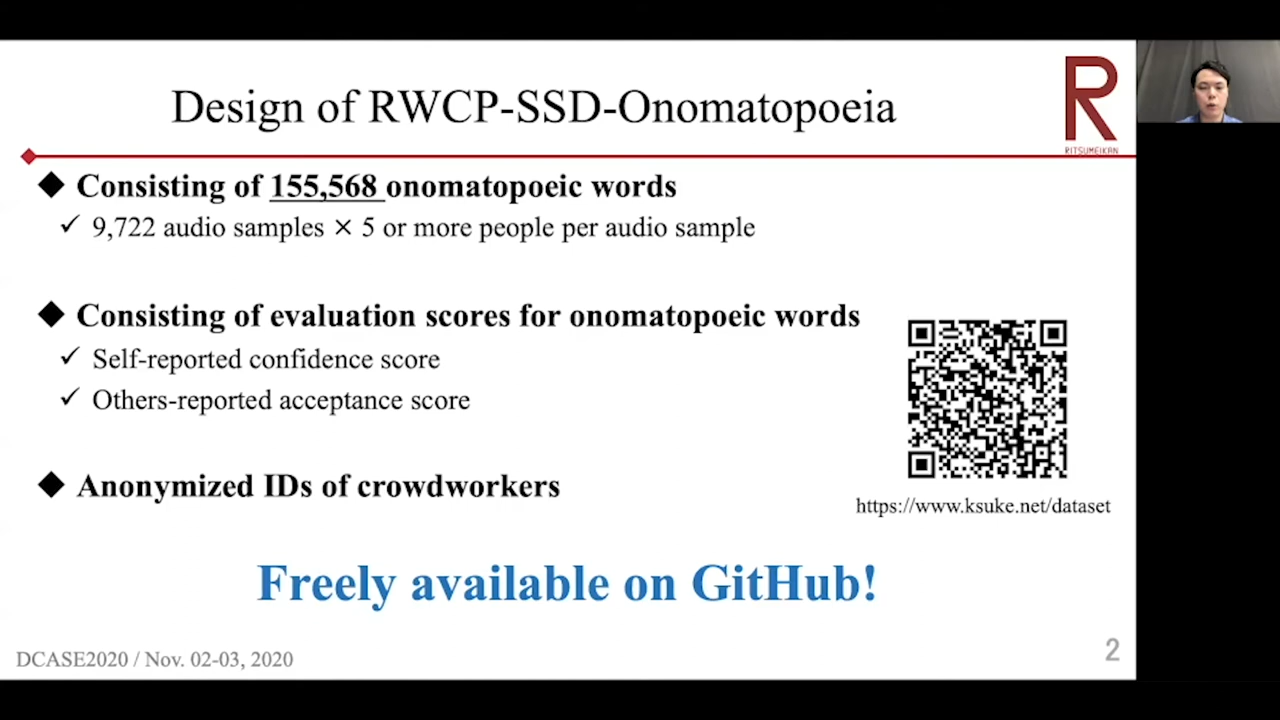 Design of RWCP-SSD-Onomatopoeia
R
RITSUMEIKAN
◆ Consisting of 155,568 onomatopoeic words
✓ 9,722 audio samples × 5 or more people per audio sample
◆ Consisting of evaluation scores for onomatopoeic words
✓ Self-reported confidence score
✓ Others-reported acceptance score
◆ Anonymized IDs of crowdworkers
https://www.ksuke.net/dataset
Freely available on GitHub!
DCASE2020 / Nov. 02-03, 2020
2